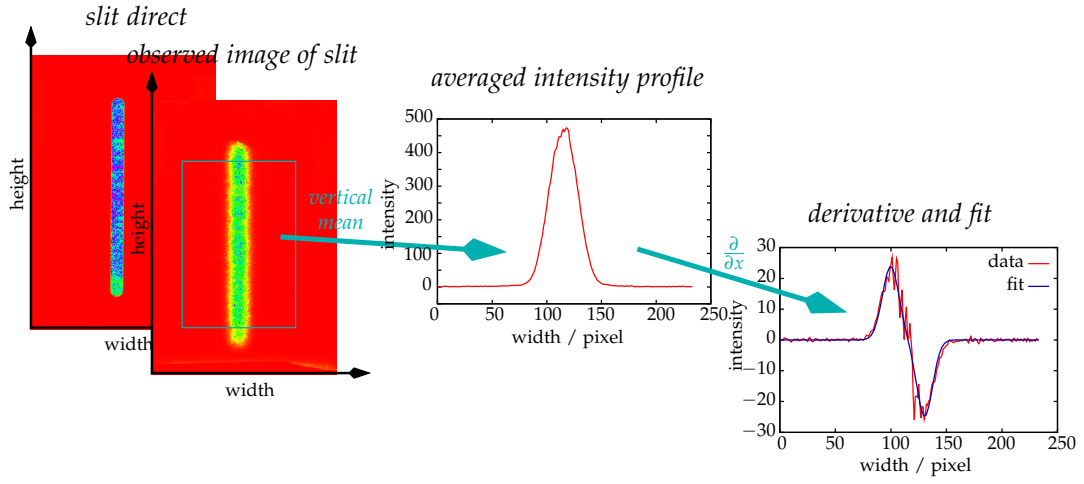 slit direct
observed image of slit
height
width
height
width
vertical
mean
averaged intensity profile
500
400
300
200
100
0
intensity
0 50 100 150 200 250
width / pixel
∂
∂x
derivative and fit
30
20
10
0
−10
−20
−30
intensity
data
fit
0 50 100 150 200 250
width / pixel